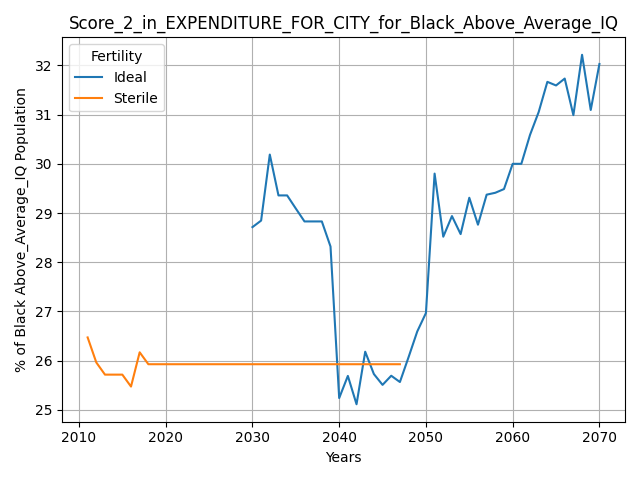 Score_2_in_EXPENDITURE_FOR_CITY_for_Black_Above_Average_IQ
Fertility
Ideal
Sterile
% of Black Above_Average_IQ Population
32
31
30
29
28
27
26
25
2010
2020
2030
2040
2050
2060
2070
Years